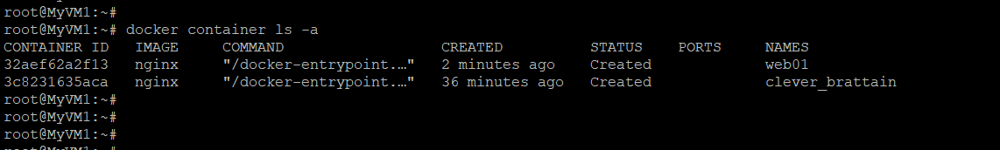 root@MyVM1:~#
root@MyVM1:~# docker container ls -a
CONTAINER ID   IMAGE     COMMAND                  CREATED          STATUS    PORTS     NAMES
32aef62a2f13   nginx     "/docker-entrypoint.…"   2 minutes ago    Created             web01
3c8231635aca   nginx     "/docker-entrypoint.…"   36 minutes ago   Created             clever_brattain
root@MyVM1:~#
root@MyVM1:~#
root@MyVM1:~#
root@MyVM1:~#